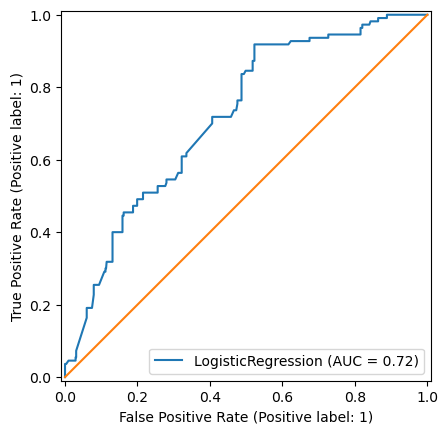 1.0
0.8
0.6
0.4
0.2
0.0
True Positive Rate (Positive label: 1)
LogisticRegression (AUC = 0.72)
0.0 0.2 0.4 0.6 0.8 1.0
False Positive Rate (Positive label: 1)